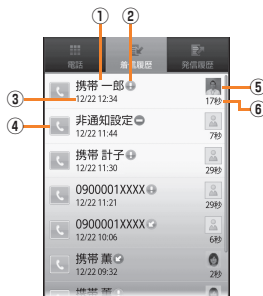 ① ②
電話 着信履歴 発信履歴
携帯 一郎
③ 12/22 12:34 ⑤
17秒 ⑥
④ 非通知設定
12/22 11:44 7秒
携帯 計子
12/22 11:30 29秒
0900001XXXX
12/22 11:21 29秒
0900001XXXX
12/22 10:06 6秒
携帯 薫
12/22 09:32 2秒
携帯 薫